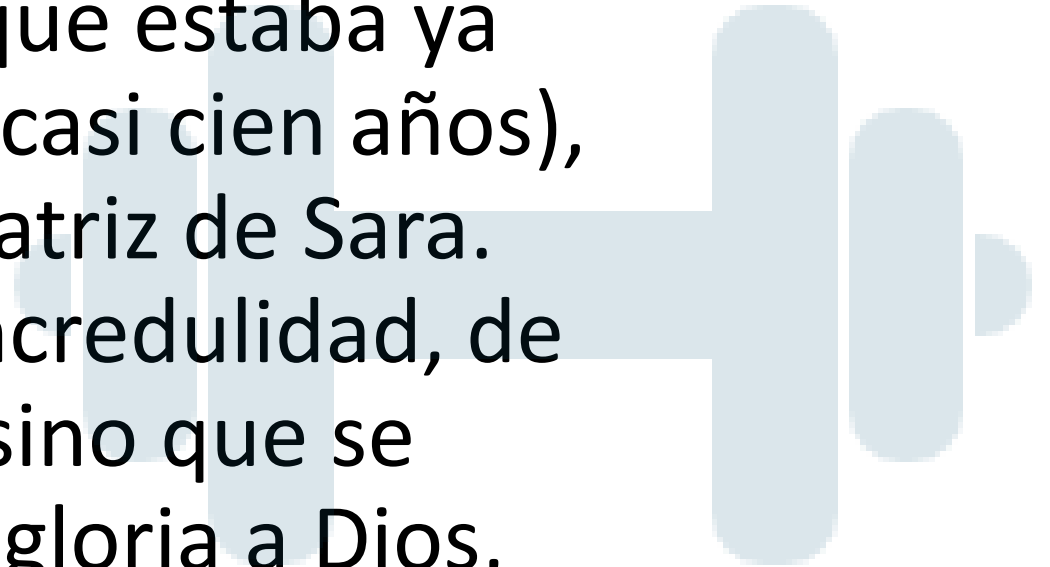 que estaba ya
casi cien años),
atriz de Sara.
ncredulidad, de
sino que se
gloria a Dios,